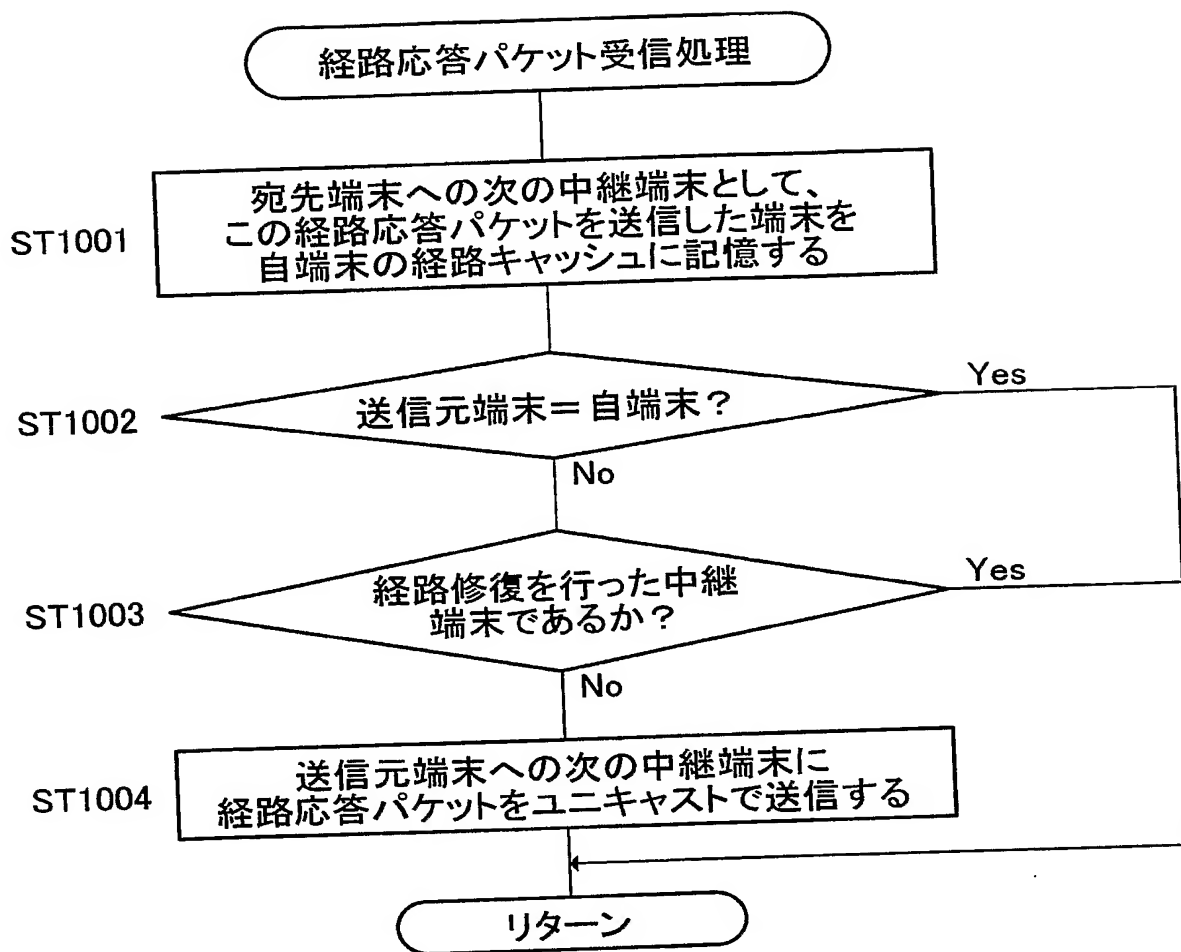 経路応答パケット受信処理
ST1001
宛先端末への次の中継端末として、
この経路応答パケットを送信した端末を
自端末の経路キャッシュに記憶する
ST1002
送信元端末＝自端末？
Yes
No
ST1003
経路修復を行った中継
端末であるか？
Yes
No
ST1004
送信元端末への次の中継端末に
経路応答パケットをユニキャストで送信する
リターン